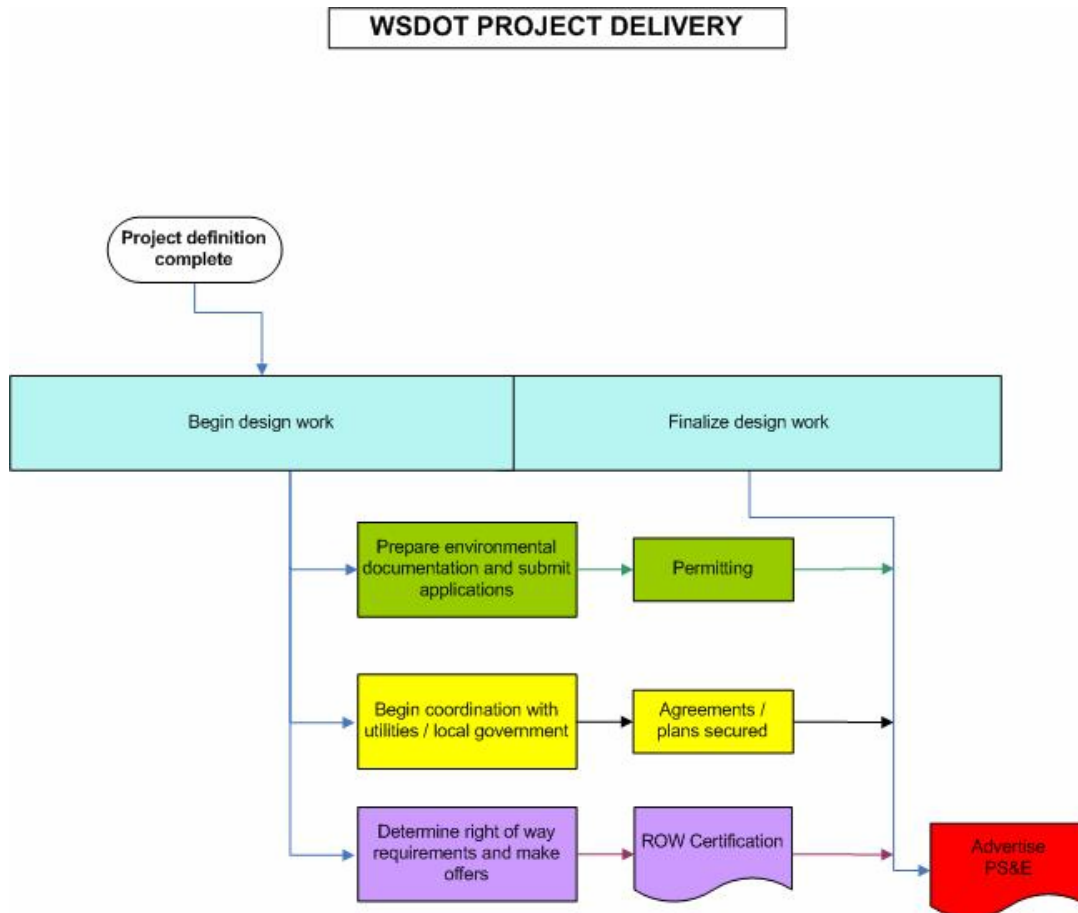 WSDOT PROJECT DELIVERY
Project definition
complete
Begin design work
Finalize design work
Prepare environmental
documentation and submit
applications
Permitting
Begin coordination with
utilities / local government
Agreements /
plans secured
Determine right of way
requirements and make
offers
ROW Certification
Advertise
PS&E